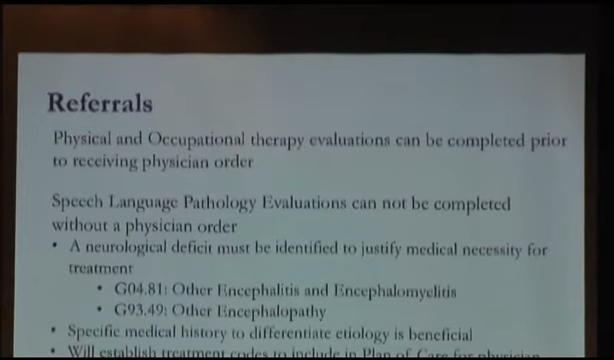 Referrals
Physical and Occupational therapy evaluations can be completed prior
to receiving physician order
Speech Language Pathology Evaluations can not be completed
without a physician order
• A neurological deficit must be identified to justify medical necessity for
treatment
• G04.81: Other Encephalitis and Encephalomyelitis
• G93.49: Other Encephalopathy
• Specific medical history to differentiate etiology is beneficial
• Will establish treatment codes to include in Plan of Care for physician